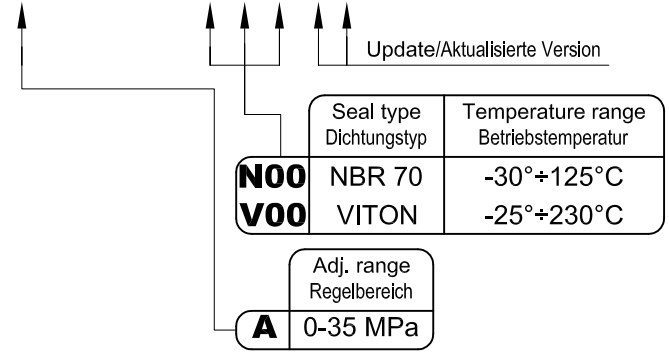 Update/Aktualisierte Version
Seal type Temperature range
Dichtungstyp Betriebstemperatur
N00 NBR 70 -30°÷125°C
V00 VITON -25°÷230°C
Adj. range
Regelbereich
A 0-35 MPa